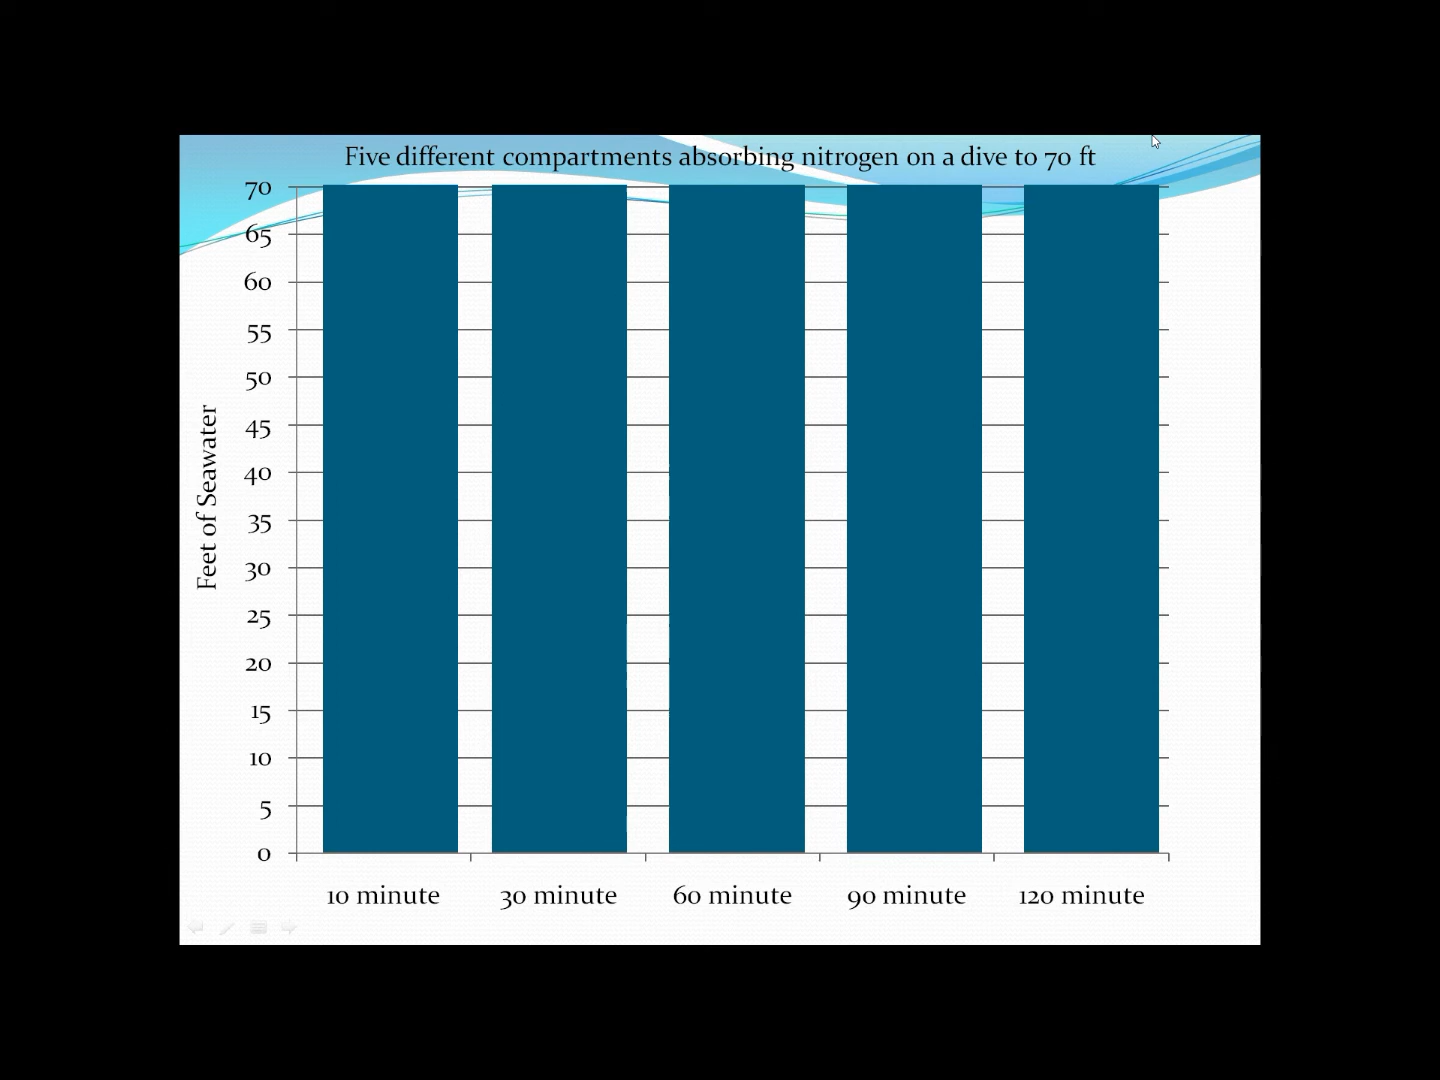 Five different compartments absorbing nitrogen on a dive to 70 ft
70
65
60
55
50
45
40
35
30
25
20
15
10
5
0
Feet of Seawater
10 minute
30 minute
60 minute
90 minute
120 minute